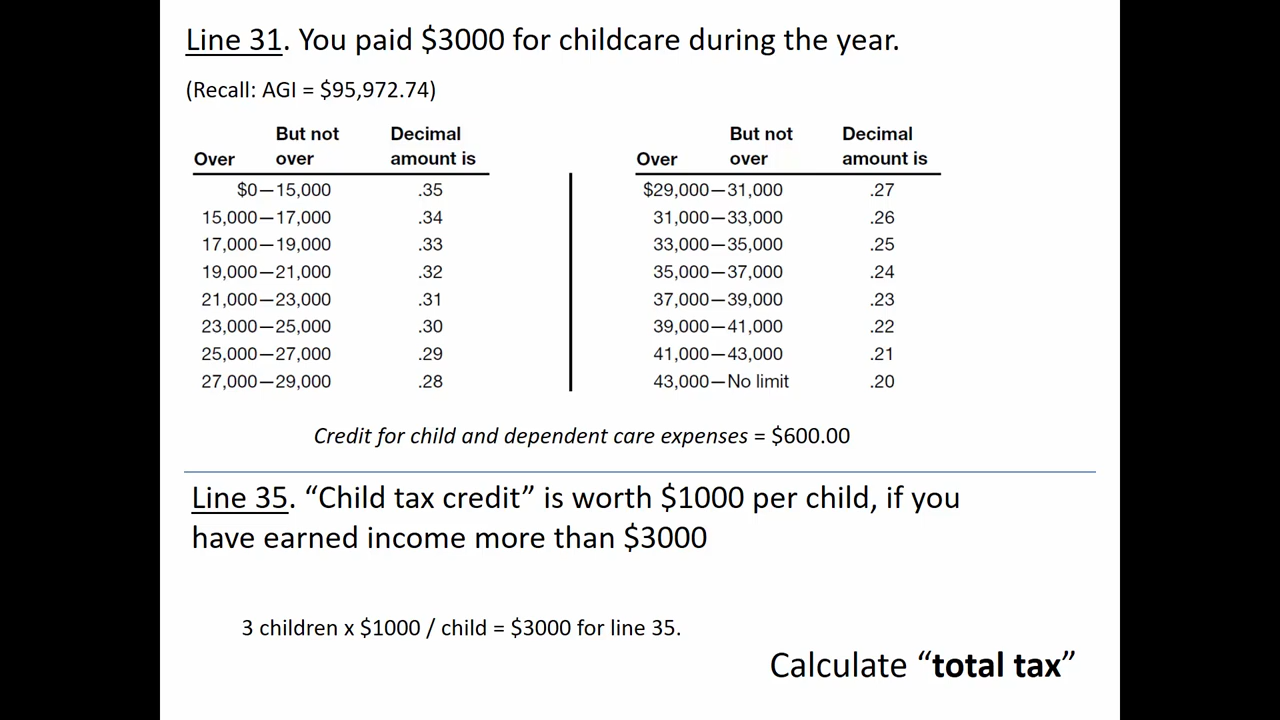 Line 31. You paid $3000 for childcare during the year.
(Recall: AGI = $95,972.74)
Over But not over Decimal amount is
$0—15,000 .35
15,000—17,000 .34
17,000—19,000 .33
19,000—21,000 .32
21,000—23,000 .31
23,000—25,000 .30
25,000—27,000 .29
27,000—29,000 .28
Over But not over Decimal amount is
$29,000—31,000 .27
31,000—33,000 .26
33,000—35,000 .25
35,000—37,000 .24
37,000—39,000 .23
39,000—41,000 .22
41,000—43,000 .21
43,000—No limit .20
Credit for child and dependent care expenses = $600.00
Line 35. “Child tax credit” is worth $1000 per child, if you
have earned income more than $3000
3 children x $1000 / child = $3000 for line 35.
Calculate “total tax”